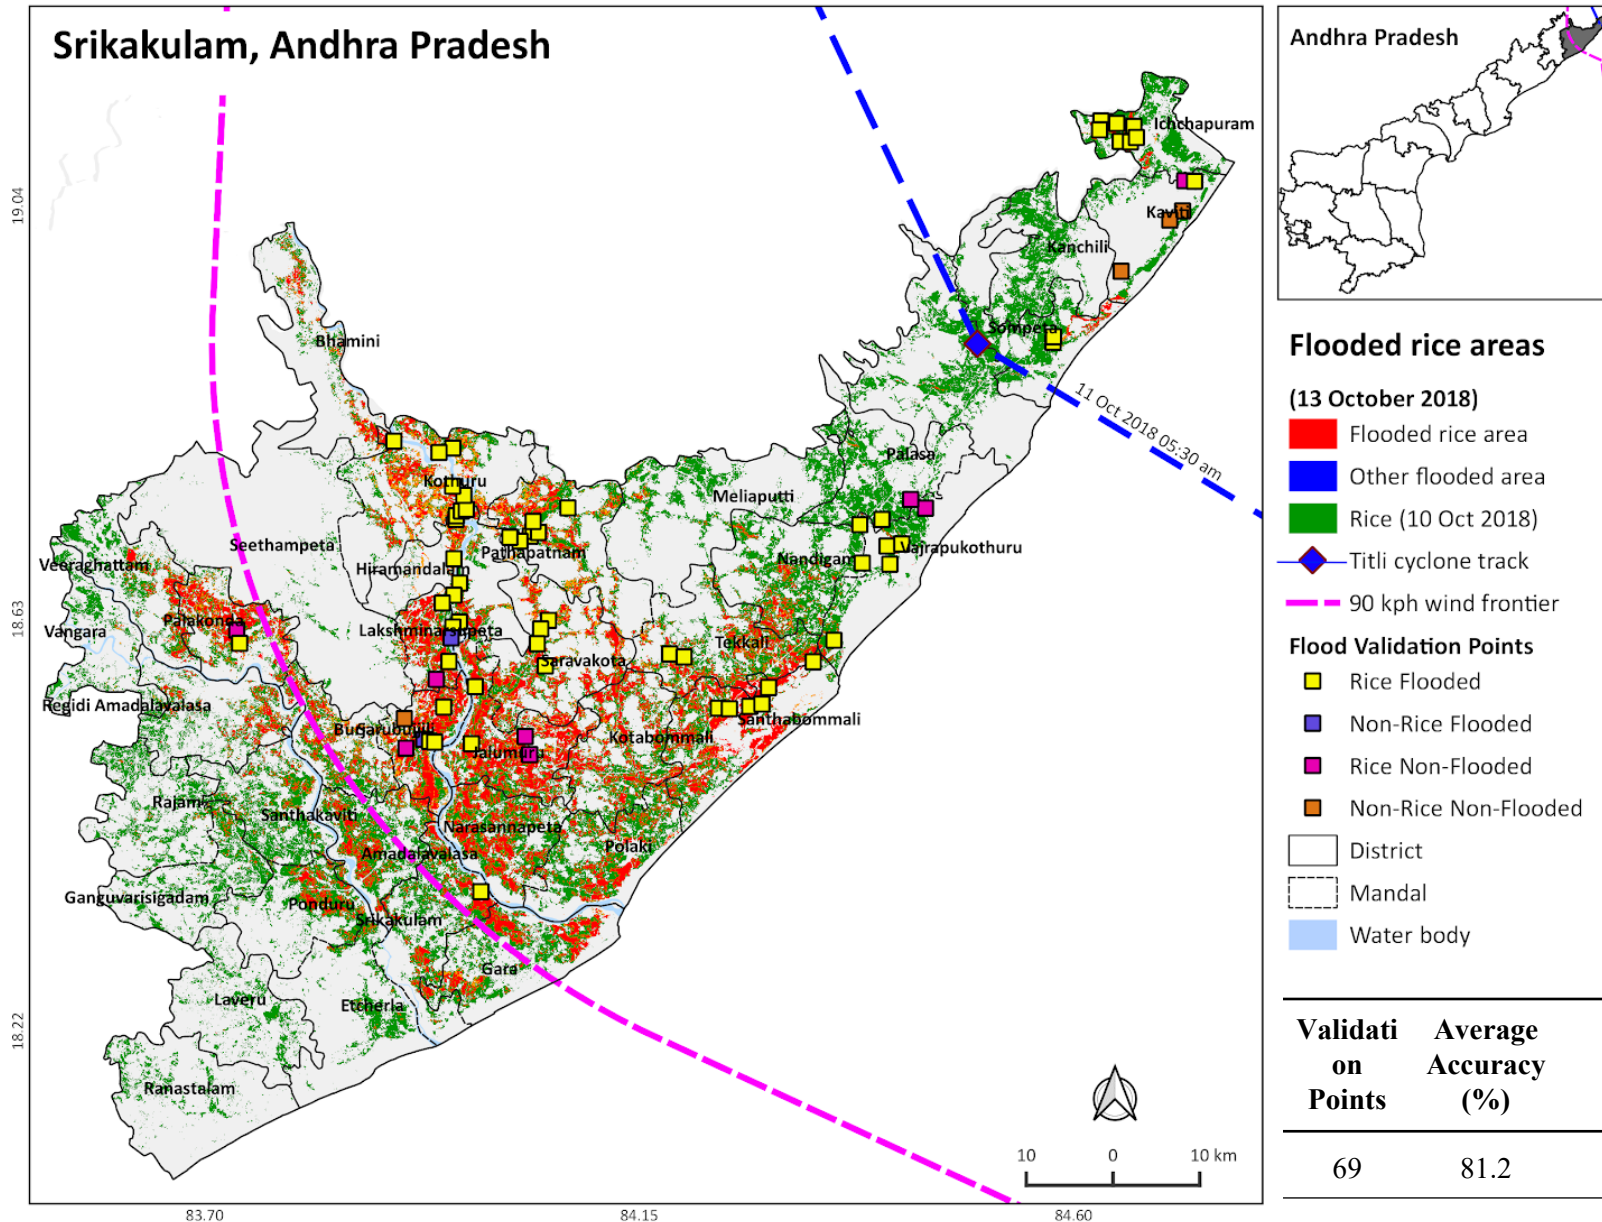 Srikakulam, Andhra Pradesh
Ichchapuram
Kaviti
Kanchili
Sompeta
11 Oct 2018 05:30 am
Bhamini
Palasa
Kothuru
Meliaputti
Seethampeta
Pathapatnam
Nandigam
Vajrapukothuru
Veeraghattam
Hiramandalam
Palakonda
Vangara
Lakshminarsupeta
Tekkali
Saravakota
Regidi Amadalavalasa
Santhabommali
Kotabommali
Jalumuru
Rajam
Santhakaviti
Narasannapeta
Polaki
Amadalavalasa
Ganguvarisigadam
Ponduru
Srikakulam
Gara
Laveru
Etcherla
Ranastalam
19.04
18.63
18.22
83.70
84.15
84.60
10 0 10 km
Andhra Pradesh
Flooded rice areas
(13 October 2018)
Flooded rice area
Other flooded area
Rice (10 Oct 2018)
Titli cyclone track
90 kph wind frontier
Flood Validation Points
Rice Flooded
Non-Rice Flooded
Rice Non-Flooded
Non-Rice Non-Flooded
District
Mandal
Water body
Validati Average
on Accuracy
Points (%)
69 81.2